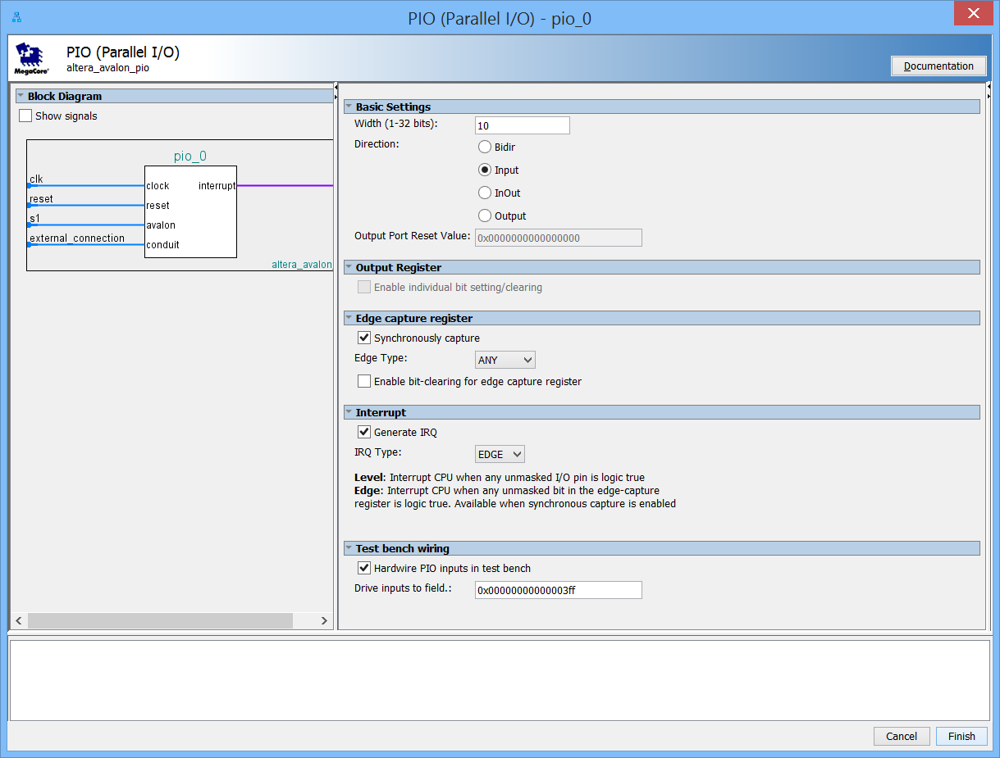 PIO (Parallel I/O) - pio_0
MegaCore®
PIO (Parallel I/O)
altera_avalon_pio
Documentation
Block Diagram
Show signals
pio_0
clk
clock
interrupt
reset
reset
s1
avalon
external_connection
conduit
altera_avalon_
Basic Settings
Width (1-32 bits): 10
Direction:
Bidir
Input
InOut
Output
Output Port Reset Value: 0x0000000000000000
Output Register
Enable individual bit setting/clearing
Edge capture register
Synchronously capture
Edge Type: ANY
Enable bit-clearing for edge capture register
Interrupt
Generate IRQ
IRQ Type: EDGE
Level: Interrupt CPU when any unmasked I/O pin is logic true
Edge: Interrupt CPU when any unmasked bit in the edge-capture
register is logic true. Available when synchronous capture is enabled
Test bench wiring
Hardwire PIO inputs in test bench
Drive inputs to field.: 0x00000000000003ff
Cancel
Finish